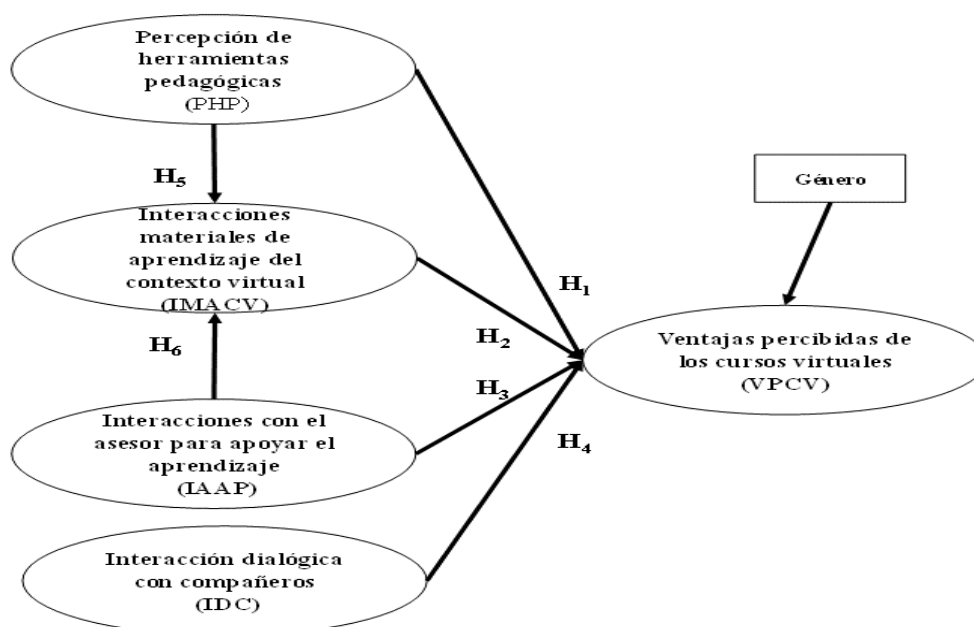 Percepción de
herramientas
pedagógicas
(PHP)
H5
Interacciones
materiales de
aprendizaje del
contexto virtual
(IMACV)
H6
Interacciones con el
asesor para apoyar el
aprendizaje
(IAAP)
Interacción dialógica
con compañeros
(IDC)
H1
H2
H3
H4
Género
Ventajas percibidas de
los cursos virtuales
(VPCV)